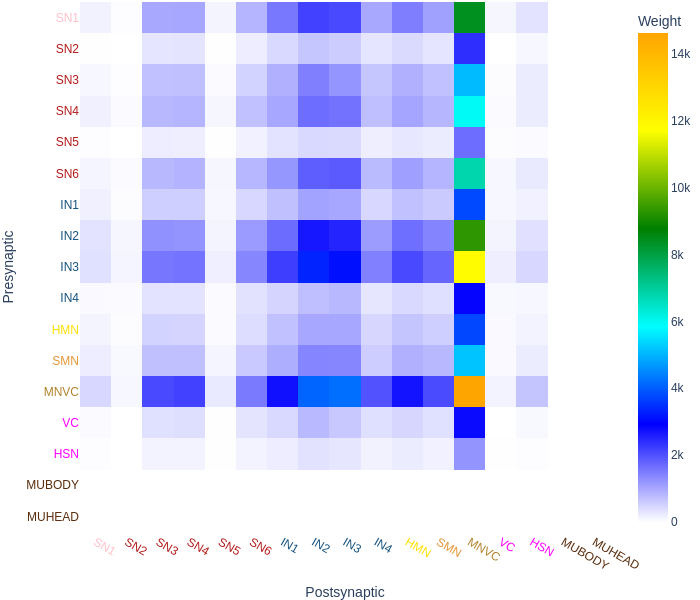 Weight
SN1
SN2
SN3
SN4
SN5
SN6
IN1
IN2
IN3
IN4
HMN
SMN
MNVC
VC
HSN
MUBODY
MUHEAD
Presynaptic
14k
12k
10k
8k
6k
4k
2k
0
SN1 SN2 SN3 SN4 SN5 SN6 IN1 IN2 IN3 IN4 HMN SMN MNVC VC HSN MUBODY MUHEAD
Postsynaptic